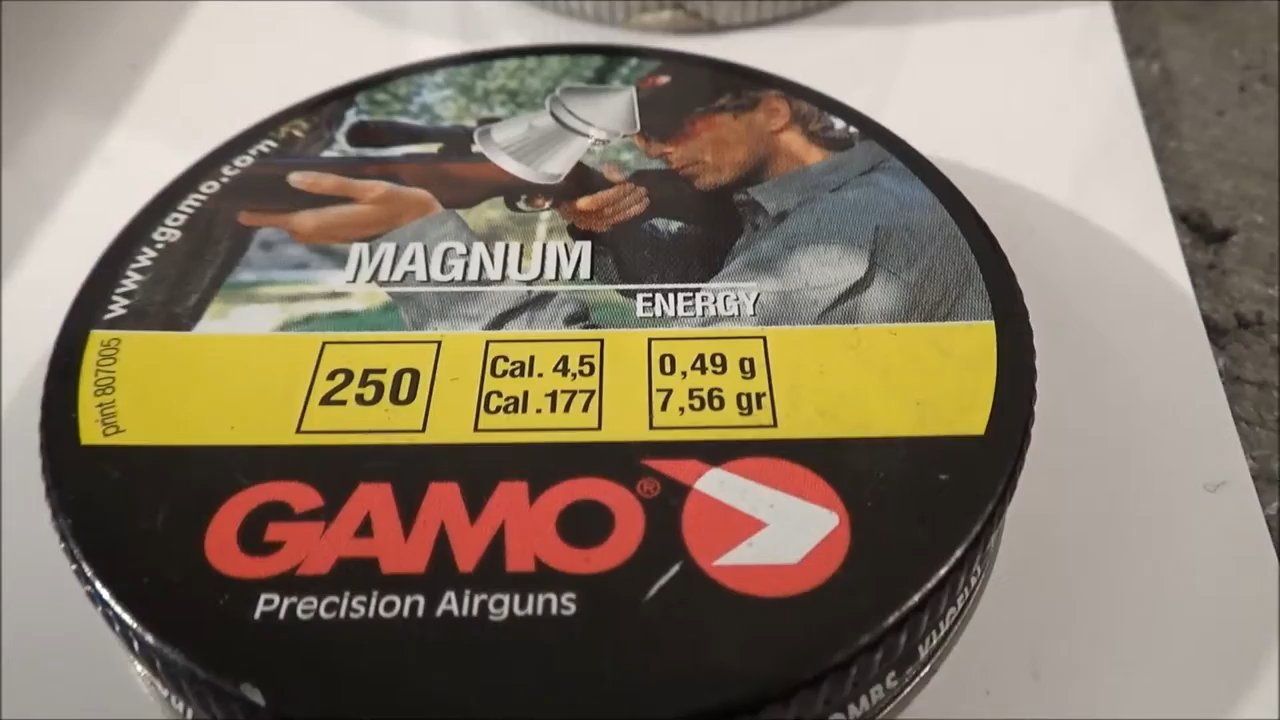 www.gamo.com
MAGNUM
ENERGY
print 807005
250
Cal. 4,5
Cal .177
0,49 g
7,56 gr
GAMO®
Precision Airguns